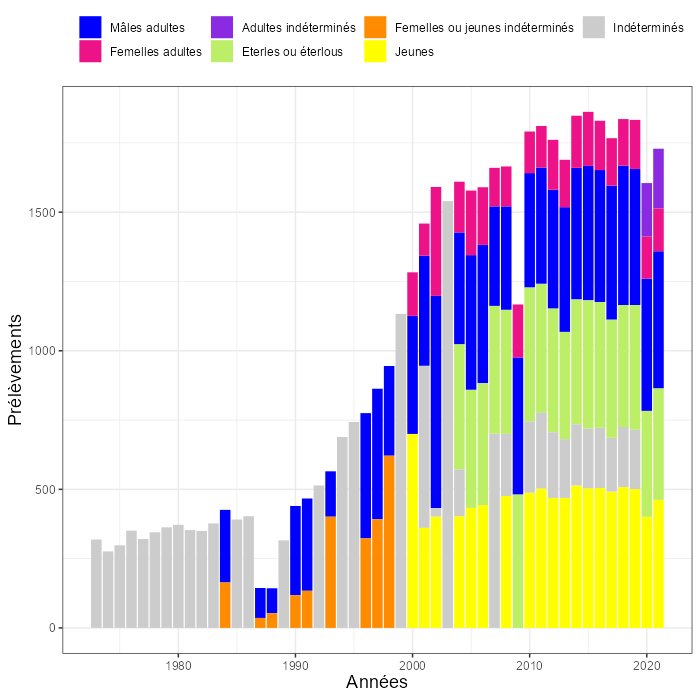 Mâles adultes
Adultes indéterminés
Femelles ou jeunes indéterminés
Indéterminés
Femelles adultes
Eterles ou éterlous
Jeunes
1500
1000
500
0
Prélèvements
1980
1990
2000
2010
2020
Années